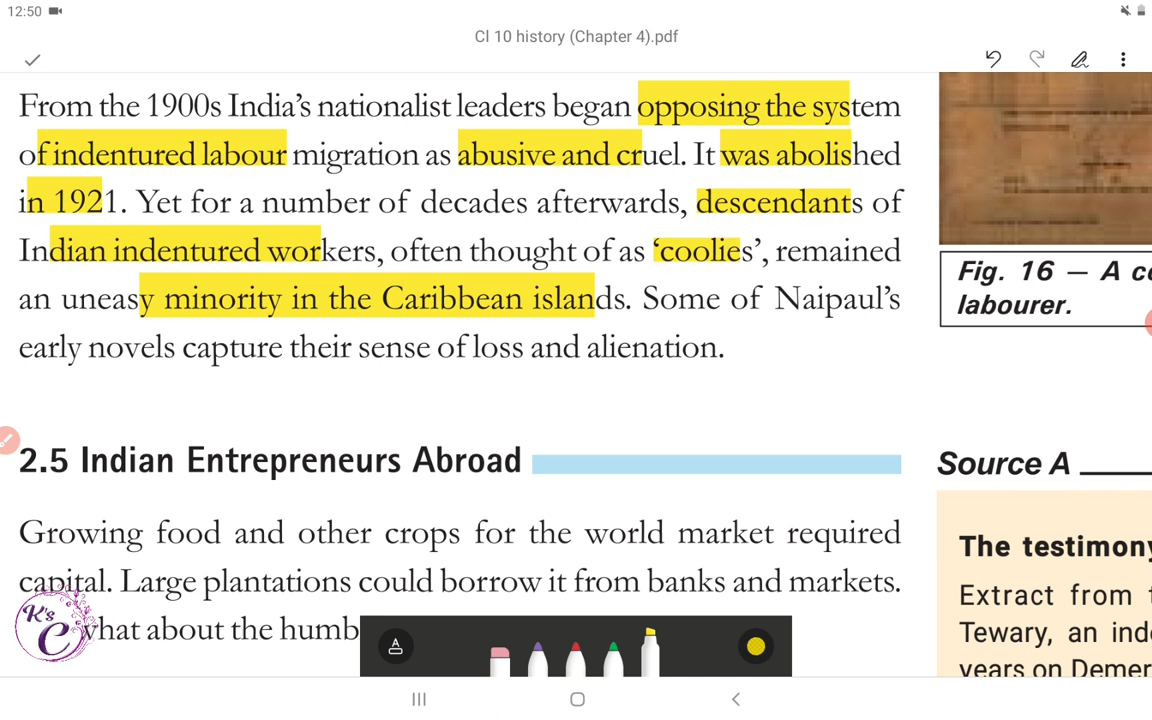 12:50
Cl 10 history (Chapter 4).pdf
From the 1900s India's nationalist leaders began opposing the system
of indentured labour migration as abusive and cruel. It was abolished
in 1921. Yet for a number of decades afterwards, descendants of
Indian indentured workers, often thought of as 'coolies', remained
an uneasy minority in the Caribbean islands. Some of Naipaul's
early novels capture their sense of loss and alienation.
Fig. 16 – A
labourer.
2.5 Indian Entrepreneurs Abroad
Growing food and other crops for the world market required
capital. Large plantations could borrow it from banks and markets.
what about the
Source A
The testimony
Extract from
Tewary, an
years on
K's
C